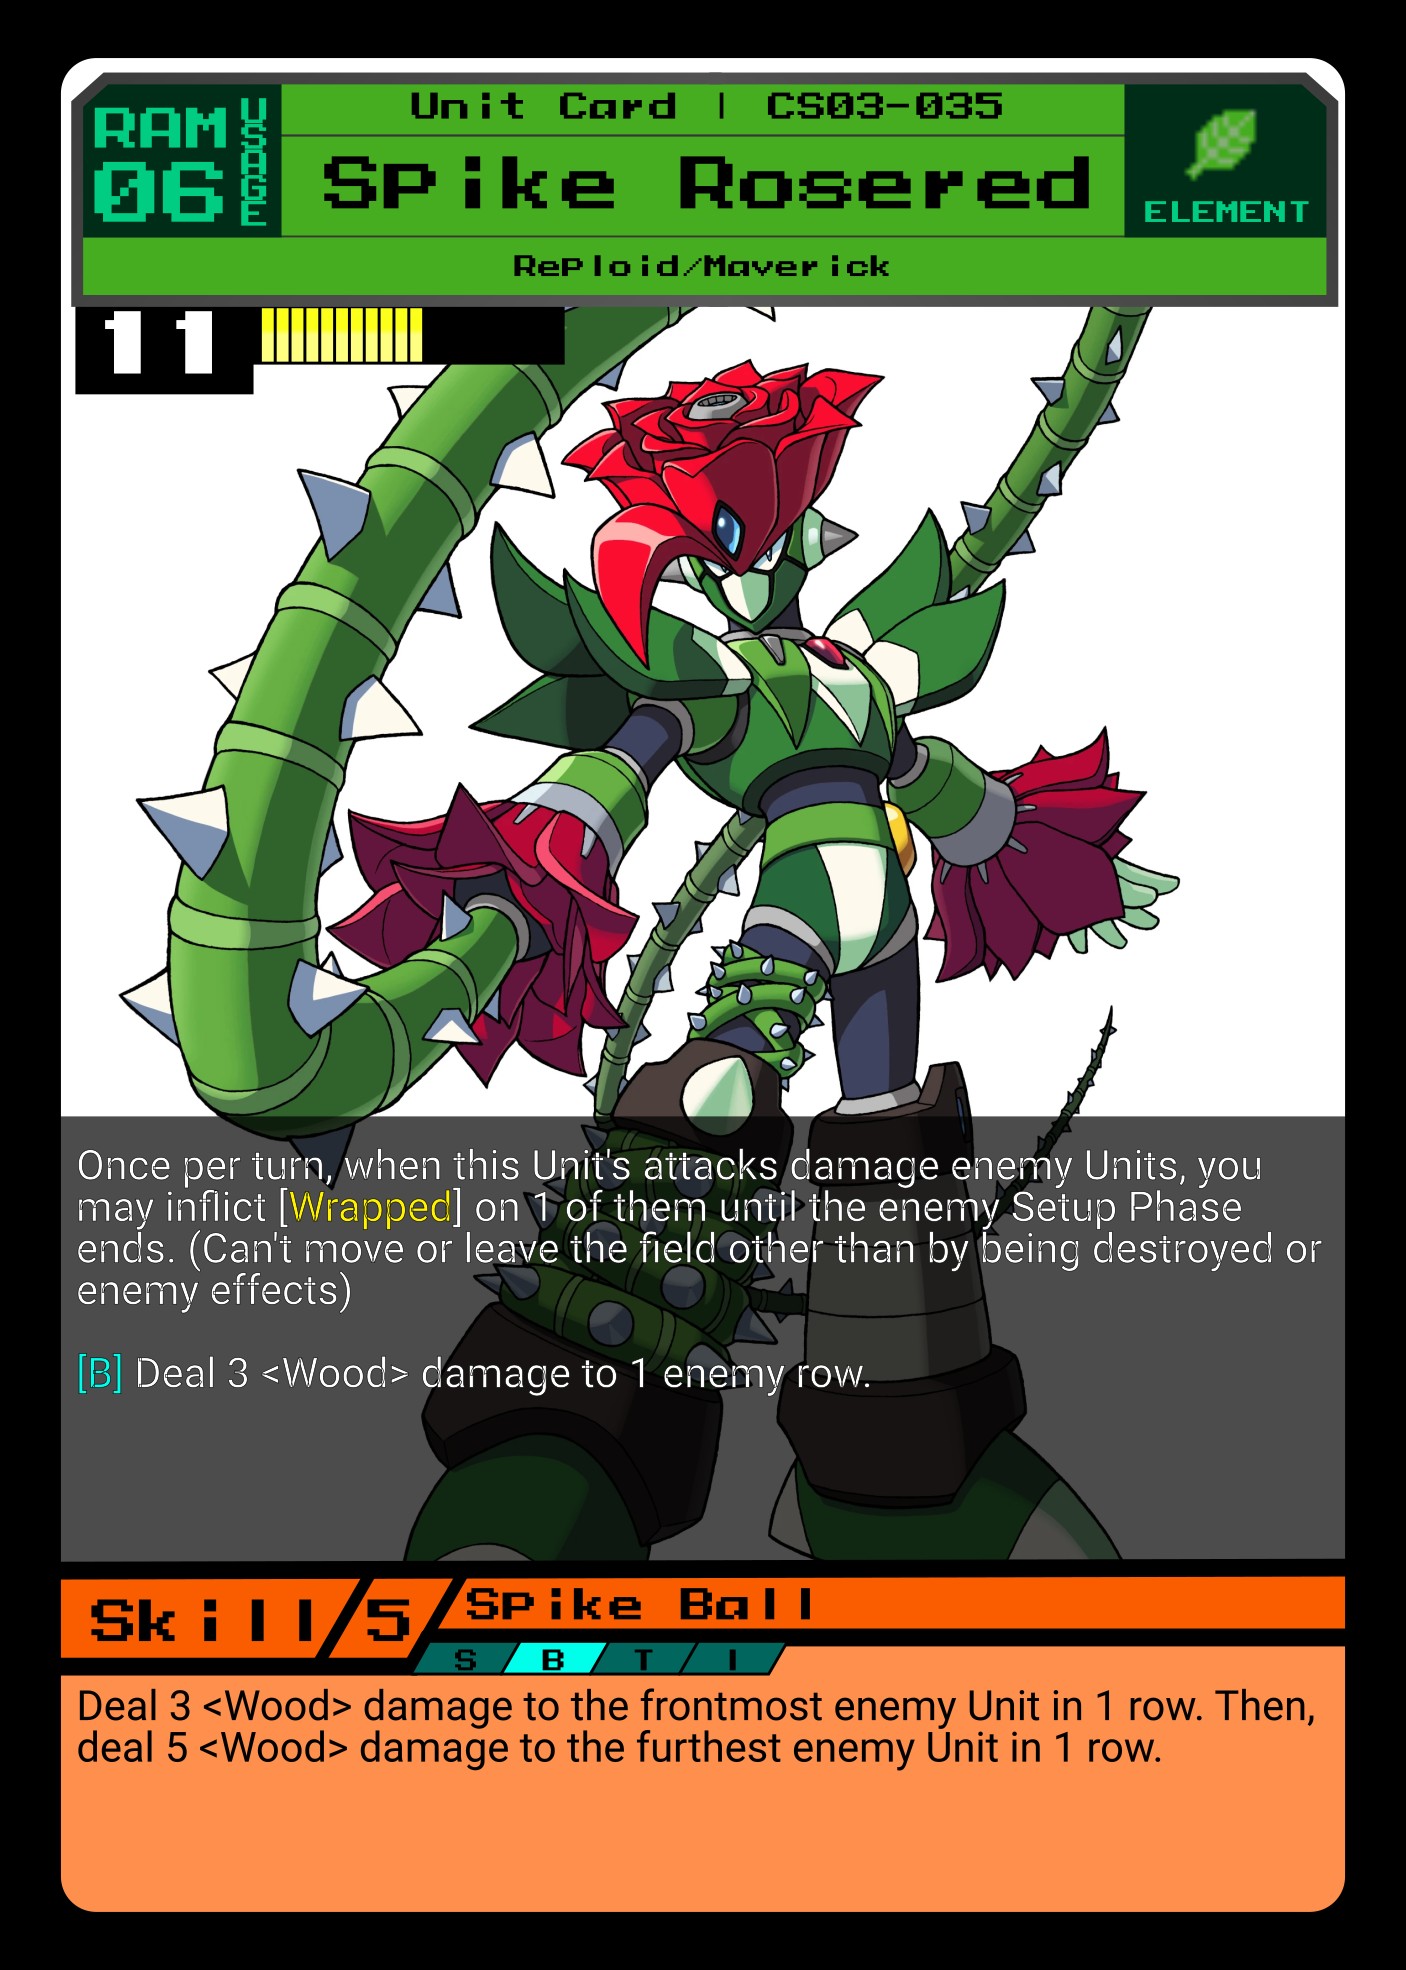 RAM
06
USAGE
Unit Card | CS03-035
Spike Rosered
ELEMENT
Reploid/Maverick
11
Once per turn, when this Unit's attacks damage enemy Units, you
may inflict [Wrapped] on 1 of them until the enemy Setup Phase
ends. (Can't move or leave the field other than by being destroyed or
enemy effects)
[B] Deal 3 <Wood> damage to 1 enemy row.
Skill/5/
Spike Ball
S B T I
Deal 3 <Wood> damage to the frontmost enemy Unit in 1 row. Then,
deal 5 <Wood> damage to the furthest enemy Unit in 1 row.